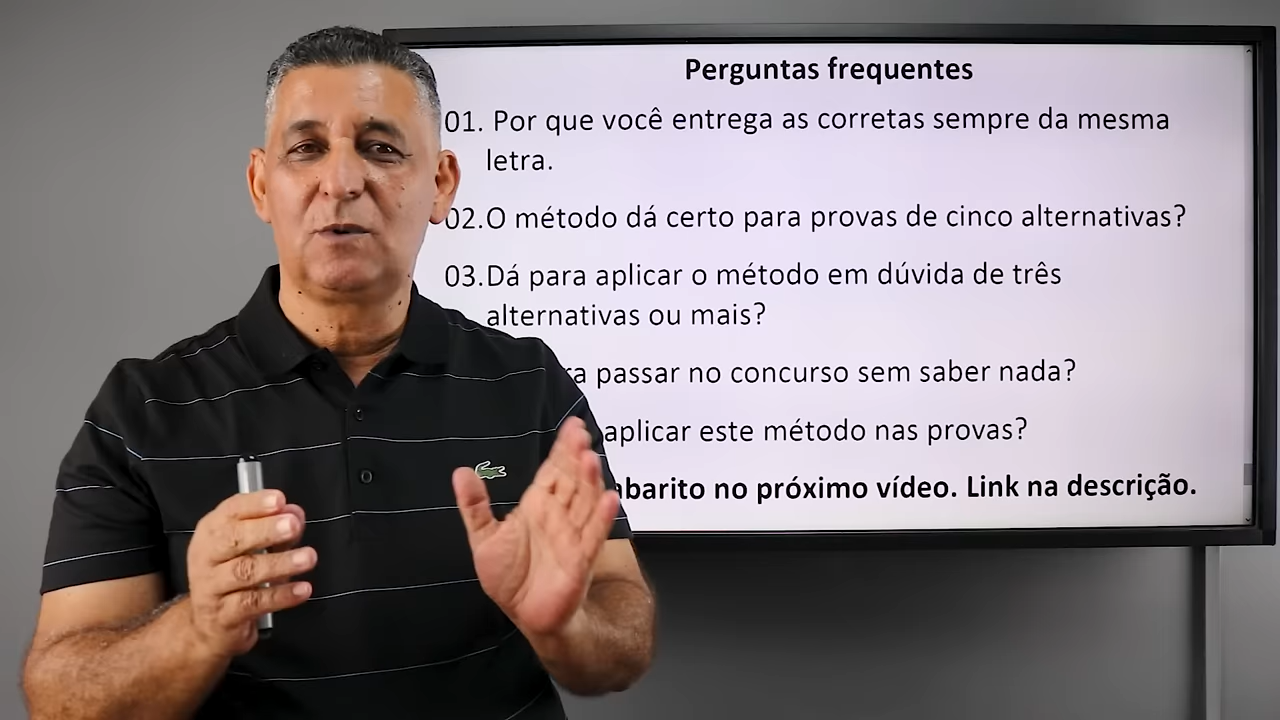 Perguntas frequentes
01. Por que você entrega as corretas sempre da mesma
letra.
02.O método dá certo para provas de cinco alternativas?
03.Dá para aplicar o método em dúvida de três
alternativas ou mais?
passar no concurso sem saber nada?
aplicar este método nas provas?
no próximo vídeo. Link na descrição.